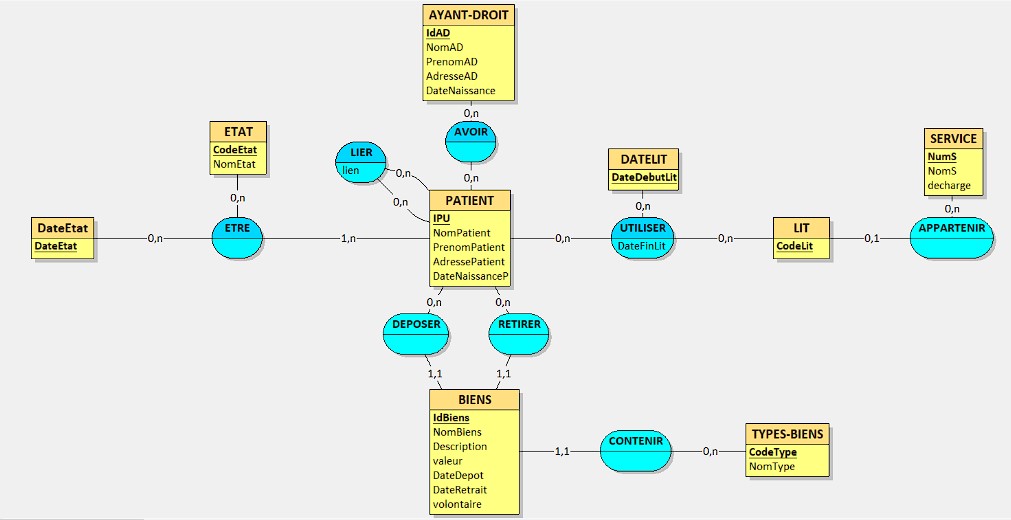 AYANT-DROIT
IdAD
NomAD
PrenomAD
AdresseAD
DateNaissance
0,n
AVOIR
0,n
ETAT
CodeEtat
NomEtat
0,n
LIER
lien
0,n
0,n
DATELIT
DateDebutLit
0,n
SERVICE
NumS
NomS
decharge
0,n
DateEtat
DateEtat
0,n
ETRE
1,n
PATIENT
IPU
NomPatient
PrenomPatient
AdressePatient
DateNaissanceP
0,n
UTILISER
DateFinLit
0,n
LIT
CodeLit
0,1
APPARTENIR
0,n
0,n
DEPOSER
RETIRER
1,1
1,1
BIENS
IdBiens
NomBiens
Description
valeur
DateDepot
DateRetrait
volontaire
1,1
CONTENIR
0,n
TYPES-BIENS
CodeType
NomType